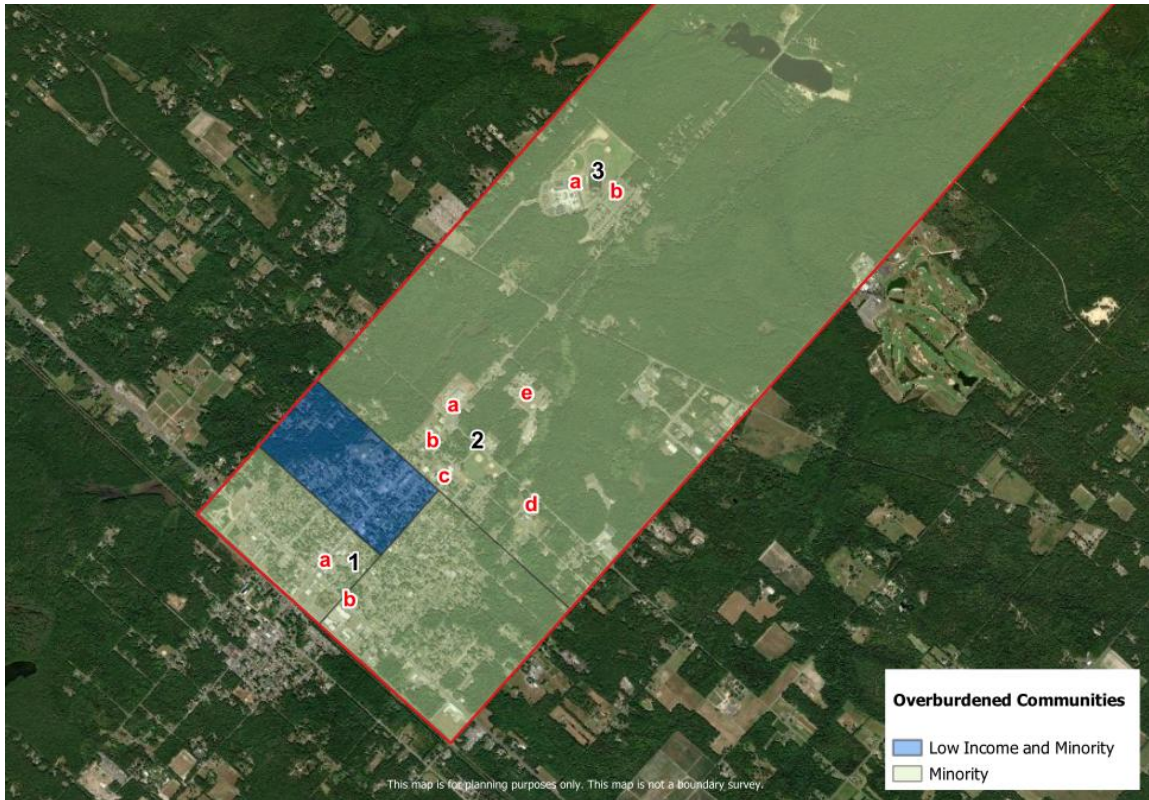 3
a
b
a
e
b
2
c
d
a
1
b
Overburdened Communities
Low Income and Minority
Minority
This map is for planning purposes only. This map is not a boundary survey.